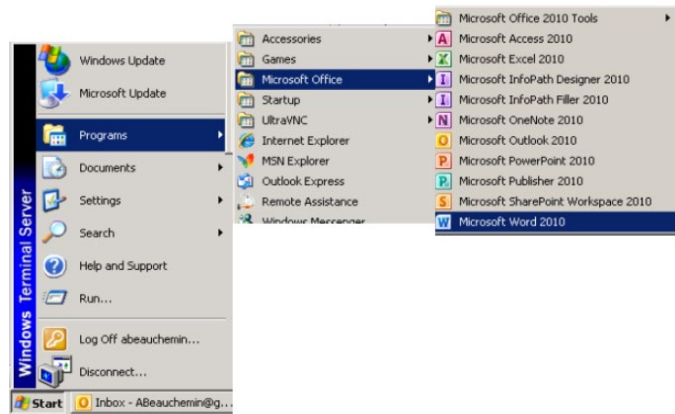 Windows Update
Microsoft Update
Programs
Documents
Settings
Search
Help and Support
Run...
Log Off abeauchemin...
Disconnect...
Windows Terminal Server
Start
Inbox - ABeauchemin@g...
Accessories
Games
Microsoft Office
Startup
UltraVNC
Internet Explorer
MSN Explorer
Outlook Express
Remote Assistance
Windows Messenger
Microsoft Office 2010 Tools
Microsoft Access 2010
Microsoft Excel 2010
Microsoft InfoPath Designer 2010
Microsoft InfoPath Filler 2010
Microsoft OneNote 2010
Microsoft Outlook 2010
Microsoft PowerPoint 2010
Microsoft Publisher 2010
Microsoft SharePoint Workspace 2010
Microsoft Word 2010